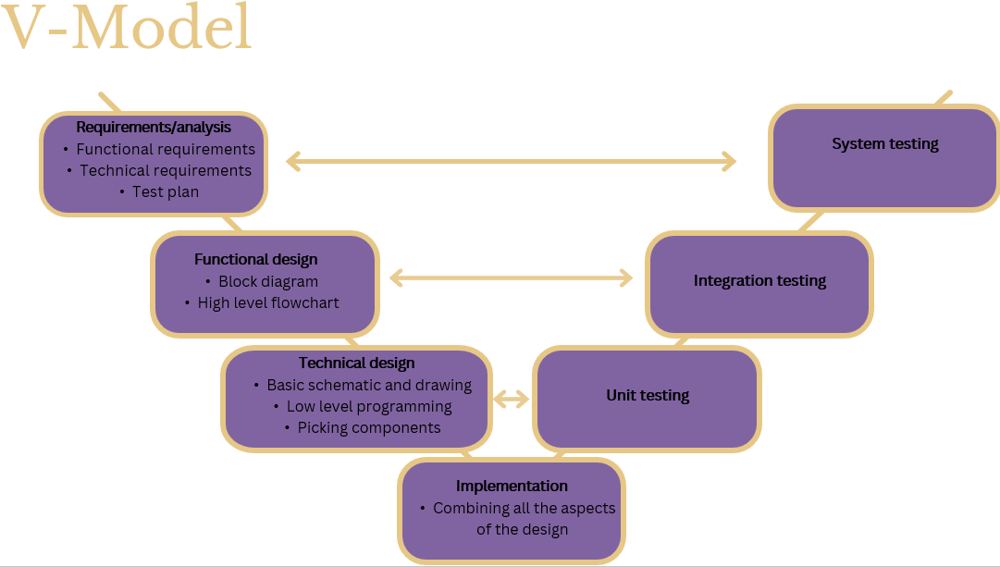 V-Model
Requirements/analysis
• Functional requirements
• Technical requirements
• Test plan
System testing
Functional design
• Block diagram
• High level flowchart
Integration testing
Technical design
• Basic schematic and drawing
• Low level programming
• Picking components
Unit testing
Implementation
• Combining all the aspects
of the design